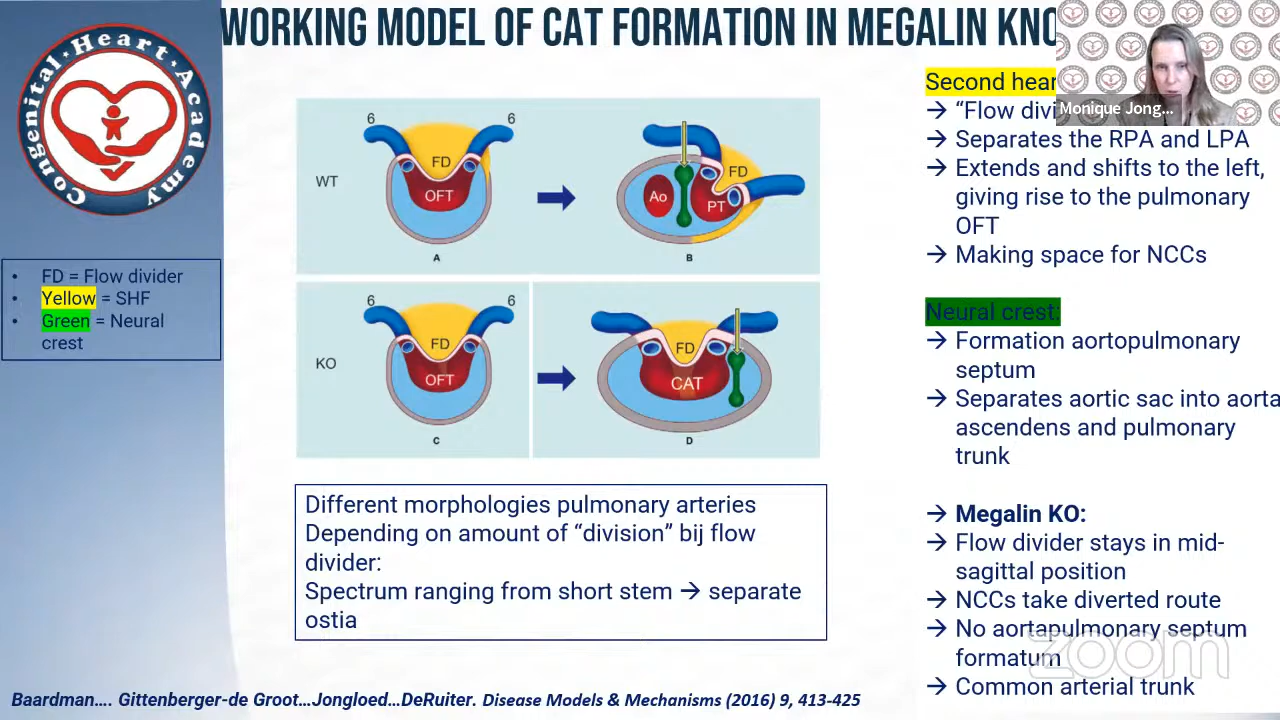 WORKING MODEL OF CAT FORMATION IN MEGALIN KNO
Congenital Heart Academy
• FD = Flow divider
• Yellow = SHF
• Green = Neural
crest
6 6
WT
FD
OFT
A
Ao
FD
PT
B
6 6
KO
FD
OFT
C
FD
CAT
D
Different morphologies pulmonary arteries
Depending on amount of “division” bij flow
divider:
Spectrum ranging from short stem → separate
ostia
Second hear
→ “Flow divi
→ Separates the RPA and LPA
→ Extends and shifts to the left,
giving rise to the pulmonary
OFT
→ Making space for NCCs
Neural crest:
→ Formation aortopulmonary
septum
→ Separates aortic sac into aorta
ascendens and pulmonary
trunk
→ Megalin KO:
→ Flow divider stays in mid-
sagittal position
→ NCCs take diverted route
→ No aortapulmonary septum
formatum
→ Common arterial trunk
Monique Jong...
zoom
Baardman.... Gittenberger-de Groot...Jongloed...DeRuiter. Disease Models & Mechanisms (2016) 9, 413-425